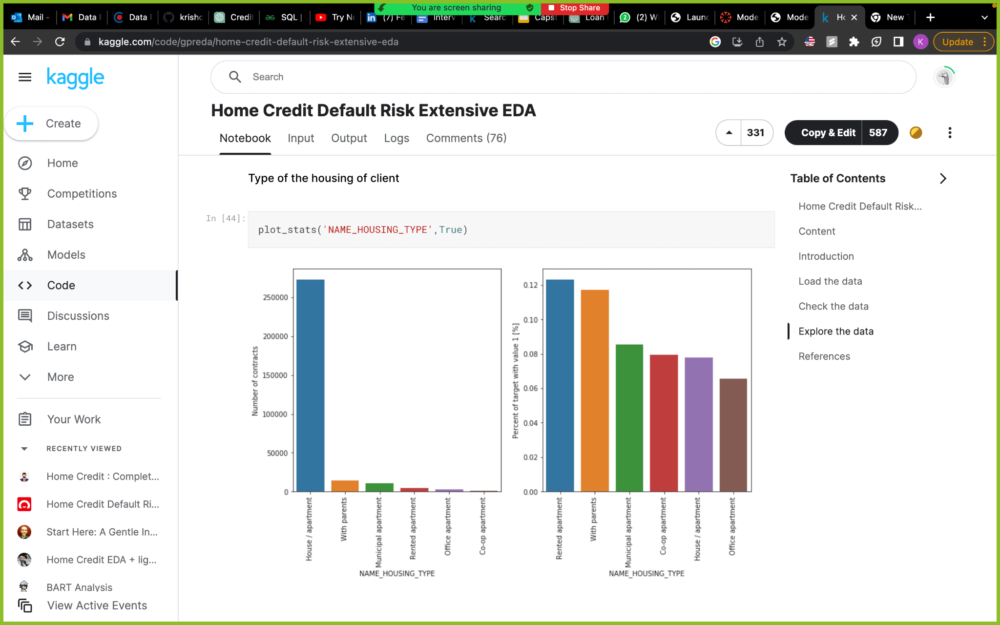 You are screen sharing
Stop Share
Mail -
Data
Data
krishc
Credit
SQL |
Try No
(7) Fe
Interv
Searc
Capst
Loan
(2) W
Launc
Mode
Mode
Ho
New
kaggle.com/code/gpreda/home-credit-default-risk-extensive-eda
K
Update
kaggle
Search
Create
Home Credit Default Risk Extensive EDA
Notebook
Input
Output
Logs
Comments (76)
331
Copy & Edit
587
Home
Competitions
Datasets
Models
Code
Discussions
Learn
More
Your Work
RECENTLY VIEWED
Home Credit : Complet...
Home Credit Default Ri...
Start Here: A Gentle In...
Home Credit EDA + lig...
BART Analysis
View Active Events
Type of the housing of client
In [44]:
plot_stats('NAME_HOUSING_TYPE',True)
Number of contracts
250000
200000
150000
100000
50000
0
House / apartment
With parents
Municipal apartment
Rented apartment
Office apartment
Co-op apartment
NAME_HOUSING_TYPE
Percent of target with value 1 [%]
0.12
0.10
0.08
0.06
0.04
0.02
0.00
Rented apartment
With parents
Municipal apartment
Co-op apartment
House / apartment
Office apartment
NAME_HOUSING_TYPE
Table of Contents
Home Credit Default Risk...
Content
Introduction
Load the data
Check the data
Explore the data
References